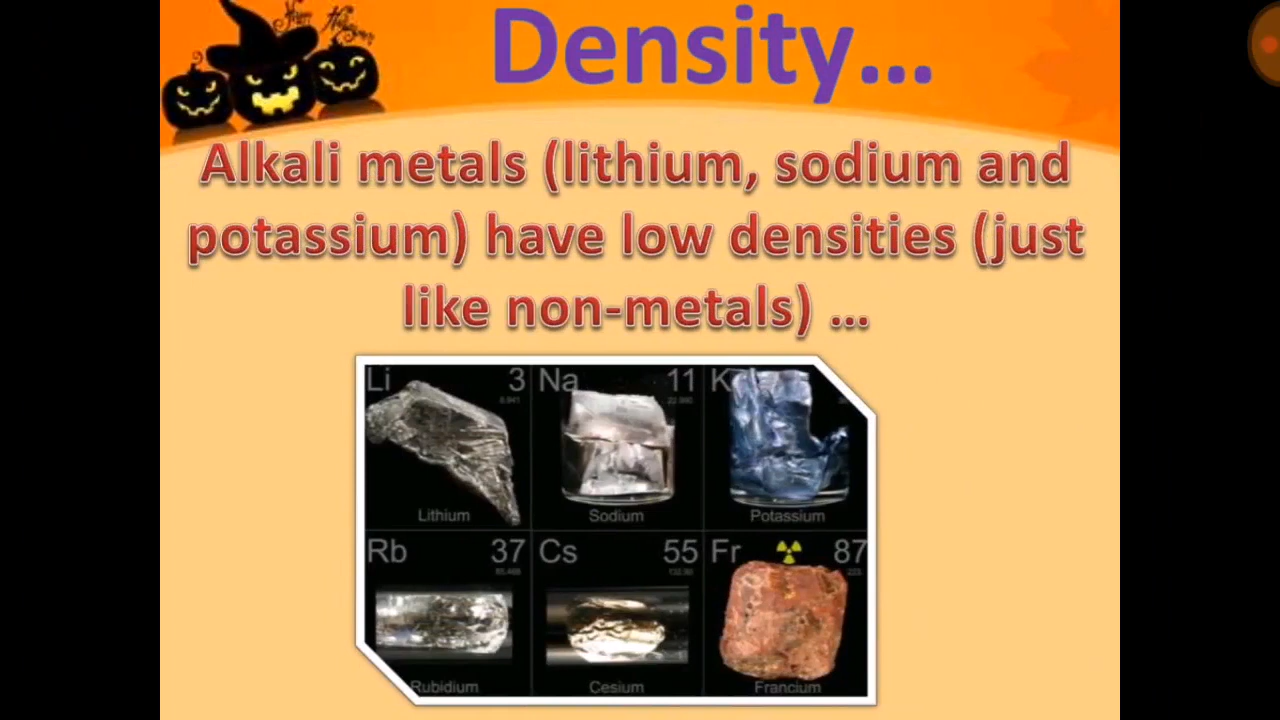 Density...
Alkali metals (lithium, sodium and
potassium) have low densities (just
like non-metals) ...
Li 3 Na 11 K
Lithium Sodium Potassium
Rb 37 Cs 55 Fr 87
Rubidium Cesium Francium